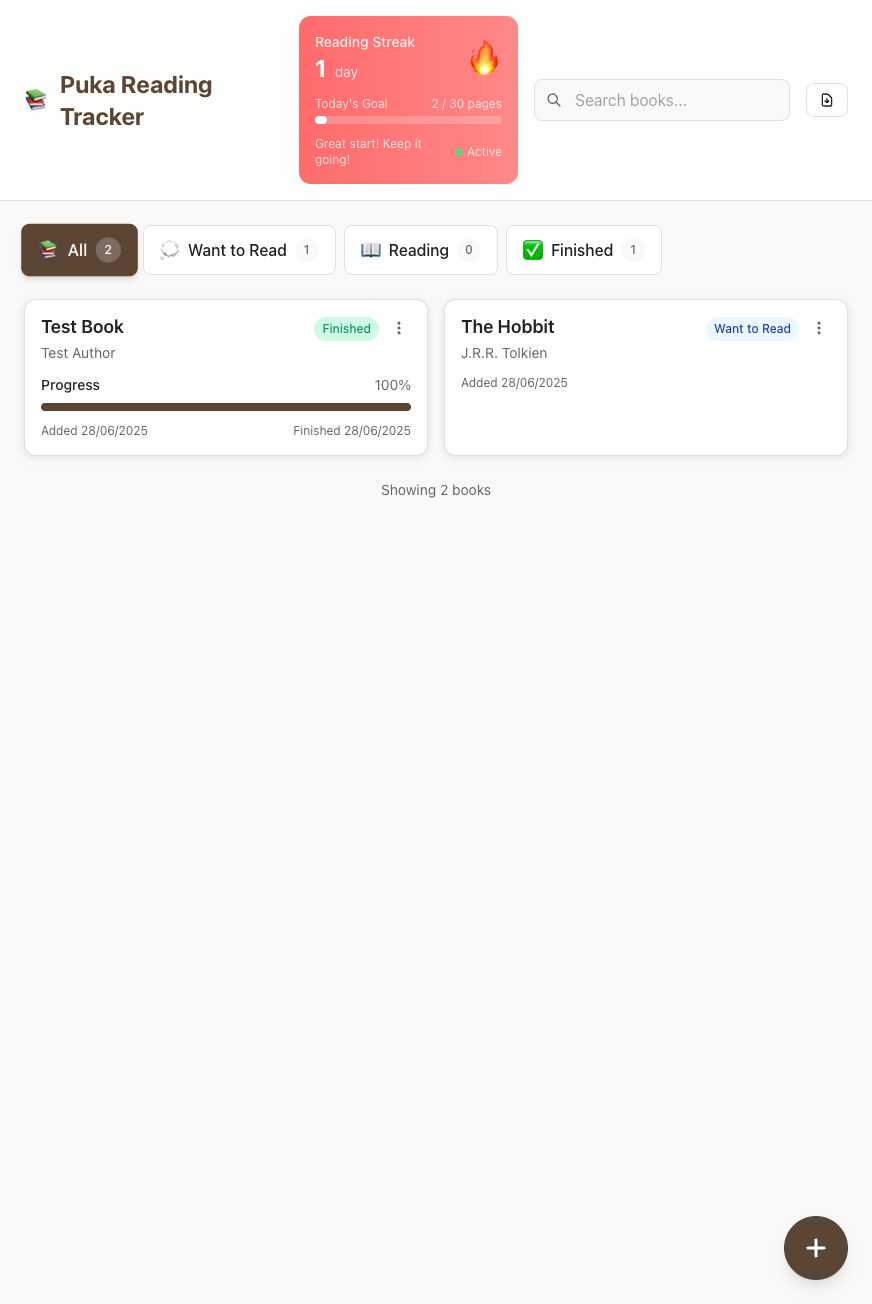 Puka Reading
Tracker
Reading Streak
1 day
Today's Goal 2 / 30 pages
Great start! Keep it
going!
Active
Search books...
All 2
Want to Read 1
Reading 0
Finished 1
Test Book Finished
Test Author
Progress 100%
Added 28/06/2025 Finished 28/06/2025
The Hobbit Want to Read
J.R.R. Tolkien
Added 28/06/2025
Showing 2 books